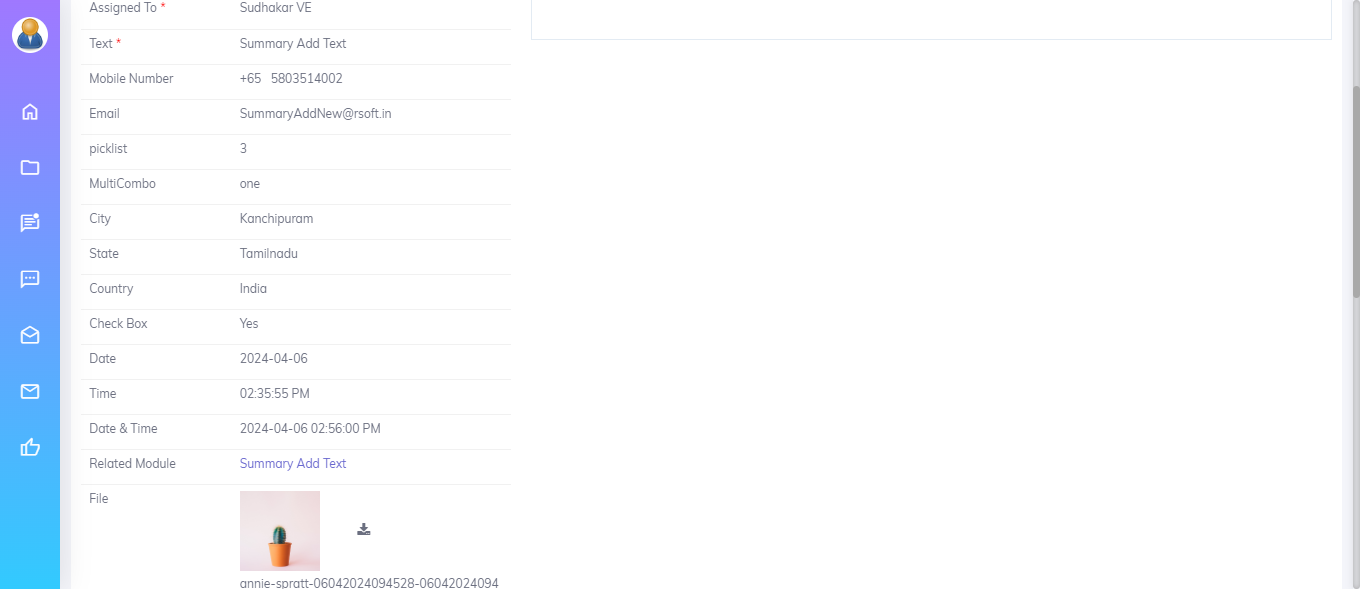 Assigned To * Sudhakar VE
Text * Summary Add Text
Mobile Number +65 5803514002
Email SummaryAddNew@rsoft.in
picklist 3
MultiCombo one
City Kanchipuram
State Tamilnadu
Country India
Check Box Yes
Date 2024-04-06
Time 02:35:55 PM
Date & Time 2024-04-06 02:56:00 PM
Related Module Summary Add Text
File
annie-spratt-06042024094528-06042024094